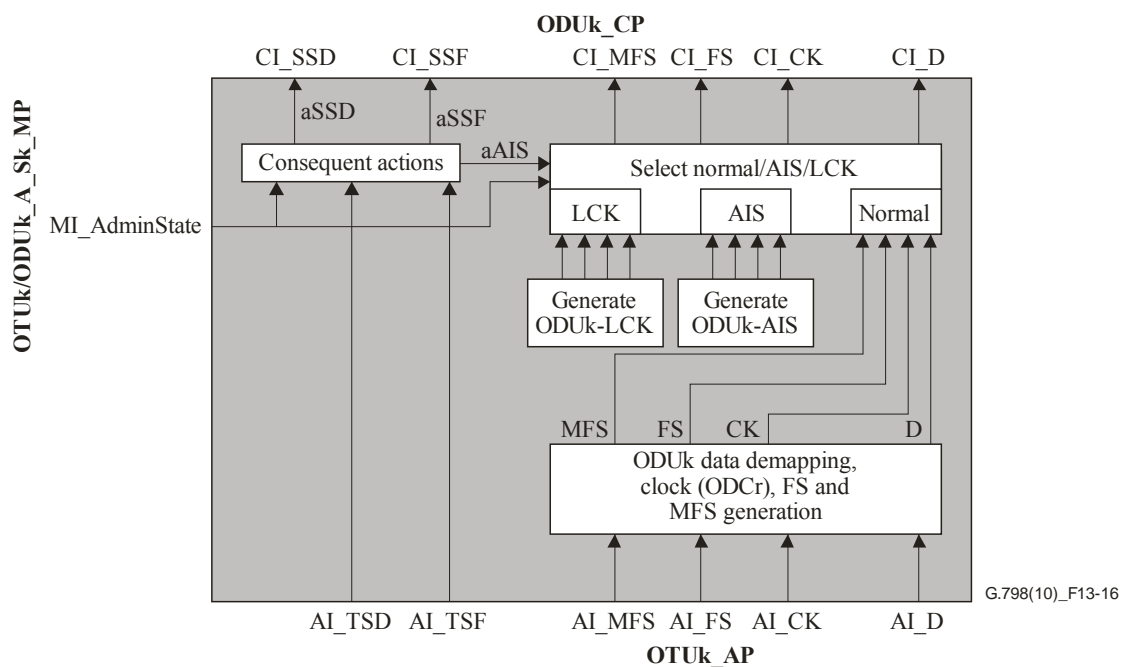 ODUk_CP
CI_SSD CI_SSF CI_MFS CI_FS CI_CK CI_D
aSSD aSSF
Consequent actions
aAIS
Select normal/AIS/LCK
LCK AIS Normal
OTUk/ODUk_A_Sk_MP
MI_AdminState
Generate
ODUk-LCK
Generate
ODUk-AIS
MFS FS CK D
ODUk data demapping,
clock (ODCr), FS and
MFS generation
AI_TSD AI_TSF AI_MFS AI_FS AI_CK AI_D
OTUk_AP
G.798(10)_F13-16